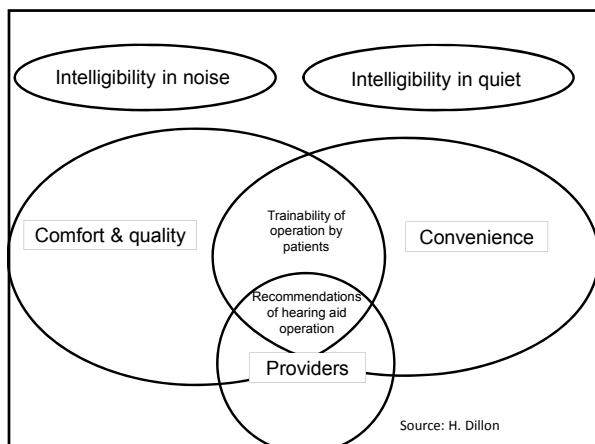 Intelligibility in noise
Intelligibility in quiet
Trainability of
operation by
patients
Comfort & quality
Convenience
Recommendations
of hearing aid
operation
Providers
Source: H. Dillon